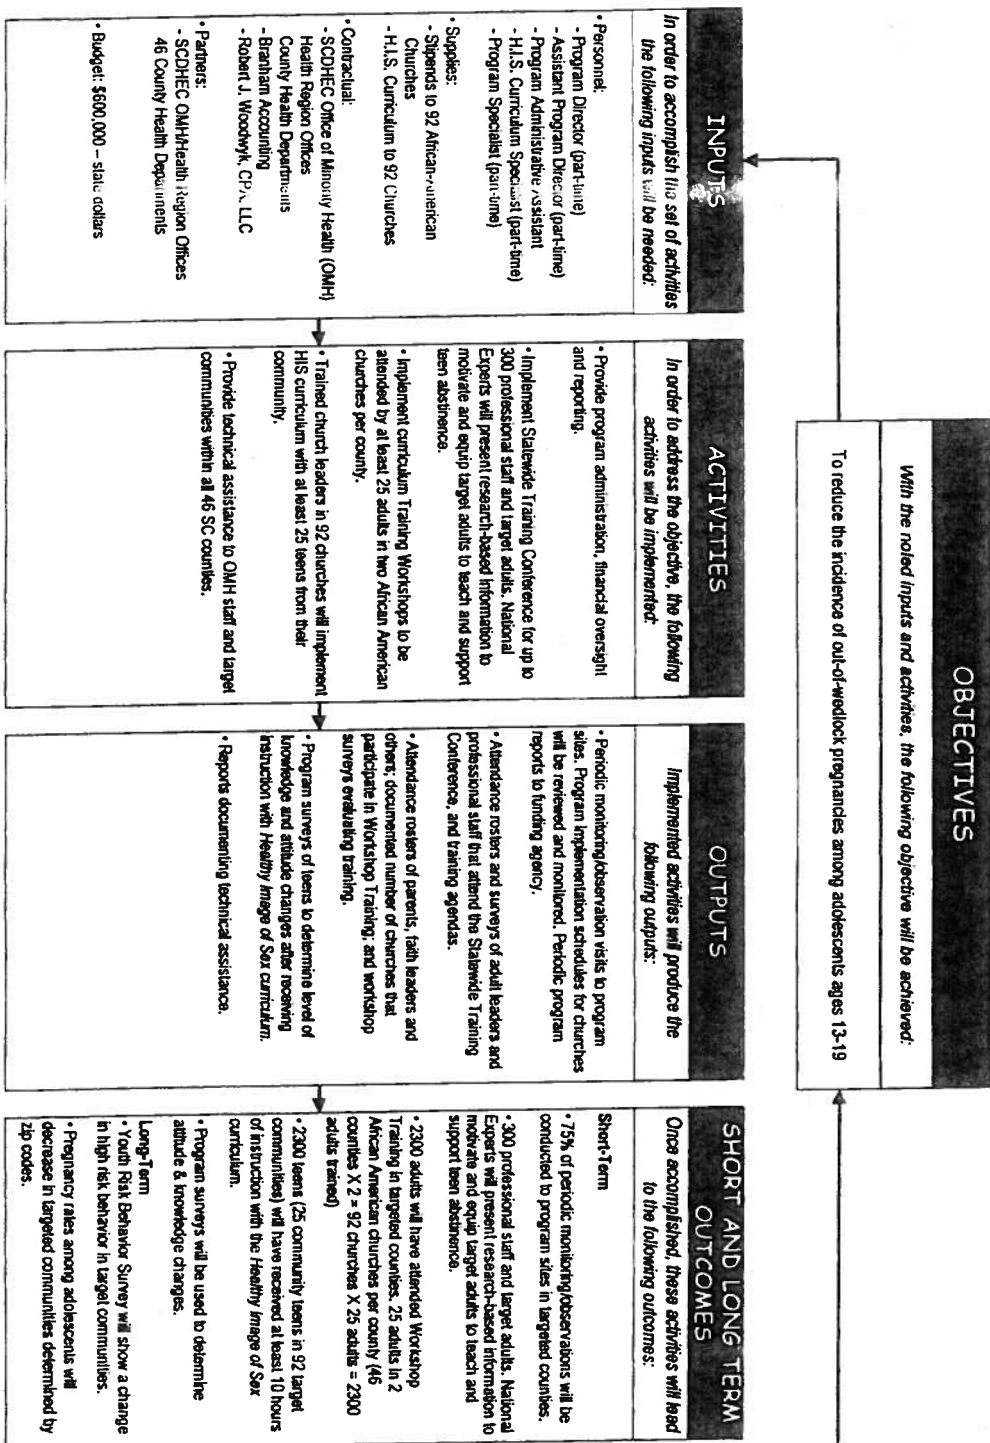 OBJECTIVES
With the noted inputs and activities, the following objective will be achieved:
To reduce the incidence of out-of-wedlock pregnancies among adolescents ages 13-19
INPUTS
In order to accomplish the set of activities
the following inputs will be needed:
• Personnel:
- Program Director (part-time)
- Assistant Program Director (part-time)
- Program Administrative Assistant
- H.I.S. Curriculum Specialist (part-time)
- Program Specialist (part-time)
• Supplies:
- Stipends to 92 African-American
Churches
- H.I.S. Curriculum to 92 Churches
• Contractual:
- SCDHEC Office of Minority Health (OMH)
Health Region Offices
County Health Departments
- Branham Accounting
- Robert J. Woodwyk, CPA, LLC
• Partners:
- SCDHEC OMH/Health Region Offices
46 County Health Departments
• Budget: $600,000 – state dollars
ACTIVITIES
In order to address the objective, the following
activities will be implemented:
• Provide program administration, financial oversight
and reporting.
• Implement Statewide Training Conference for up to
300 professional staff and target adults. National
Experts will present research-based information to
motivate and equip target adults to teach and support
teen abstinence.
• Implement curriculum Training Workshops to be
attended by at least 25 adults in two African American
churches per county.
• Trained church leaders in 92 churches will implement
HIS curriculum with at least 25 teens from their
community.
• Provide technical assistance to OMH staff and target
communities within all 46 SC counties.
OUTPUTS
Implemented activities will produce the
following outputs:
• Periodic monitoring/observation visits to program
sites. Program implementation schedules for churches
will be reviewed and monitored. Periodic program
reports to funding agency.
• Attendance rosters and surveys of adult leaders and
professional staff that attend the Statewide Training
Conference, and training agendas.
• Attendance rosters of parents, faith leaders and
others; documented number of churches that
participate in Workshop Training; and workshop
surveys evaluating training.
• Program surveys of teens to determine level of
knowledge and attitude changes after receiving
instruction with Healthy Image of Sex curriculum.
• Reports documenting technical assistance.
SHORT AND LONG TERM
OUTCOMES
Once accomplished, these activities will lead
to the following outcomes:
Short-Term
• 75% of periodic monitoring/observations will be
conducted to program sites in targeted counties.
• 300 professional staff and target adults. National
Experts will present research-based information to
motivate and equip target adults to teach and
support teen abstinence.
• 2300 adults will have attended Workshop
Training in targeted counties. 25 adults in 2
African American churches per county (46
counties X 2 = 92 churches X 25 adults = 2300
adults trained)
• 2300 teens (25 community teens in 92 target
communities) will have received at least 10 hours
of instruction with the Healthy Image of Sex
curriculum.
• Program surveys will be used to determine
attitude & knowledge changes.
Long-Term
• Youth Risk Behavior Survey will show a change
in high risk behavior in target communities.
• Pregnancy rates among adolescents will
decrease in targeted communities determined by
zip codes.